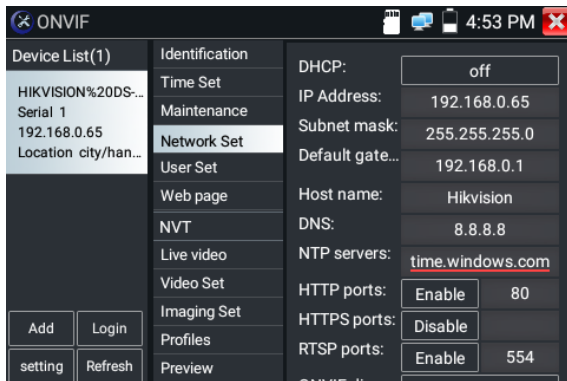 ONVIF
4:53 PM
Device List(1)
HIKVISION%20DS-...
Serial 1
192.168.0.65
Location city/han...
Add
Login
setting
Refresh
Identification
Time Set
Maintenance
Network Set
User Set
Web page
NVT
Live video
Video Set
Imaging Set
Profiles
Preview
DHCP: off
IP Address: 192.168.0.65
Subnet mask: 255.255.255.0
Default gate... 192.168.0.1
Host name: Hikvision
DNS: 8.8.8.8
NTP servers: time.windows.com
HTTP ports: Enable 80
HTTPS ports: Disable
RTSP ports: Enable 554